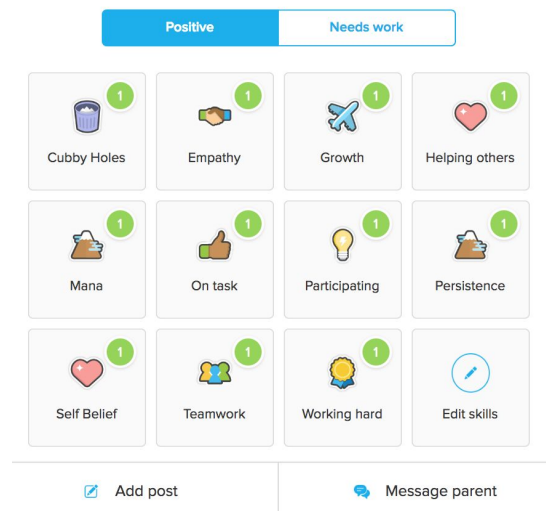 Positive Needs work
1 1 1 1
Cubby Holes Empathy Growth Helping others
1 1 1 1
Mana On task Participating Persistence
1 1 1
Self Belief Teamwork Working hard Edit skills
Add post Message parent